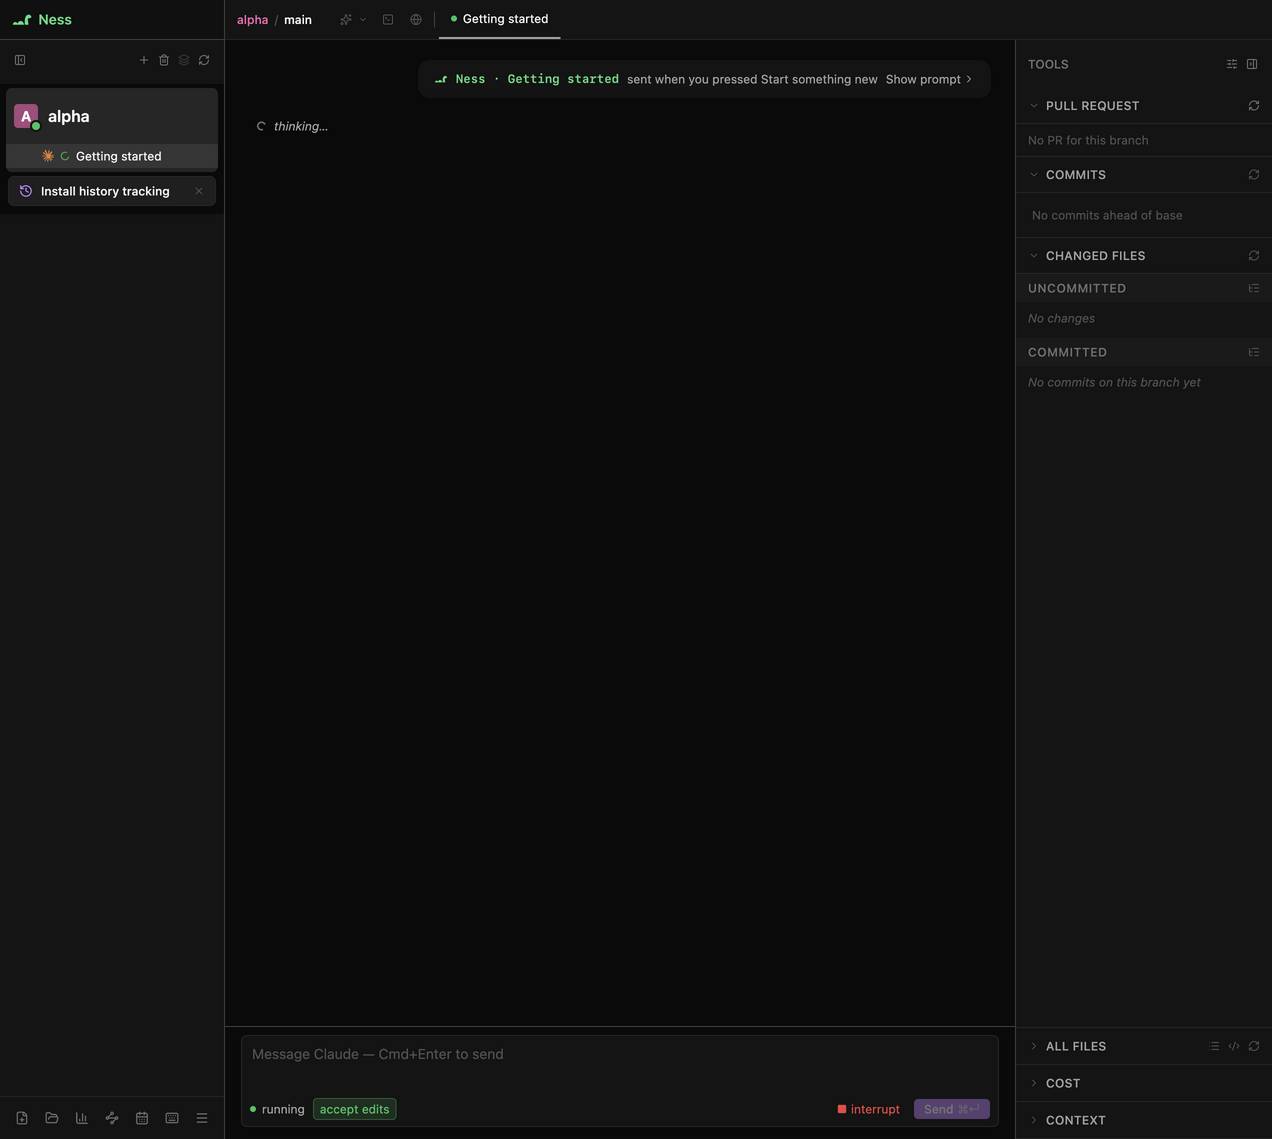 Ness
alpha / main
Getting started
A
alpha
Getting started
Install history tracking
Ness · Getting started sent when you pressed Start something new Show prompt
thinking...
TOOLS
PULL REQUEST
No PR for this branch
COMMITS
No commits ahead of base
CHANGED FILES
UNCOMMITTED
No changes
COMMITTED
No commits on this branch yet
Message Claude — Cmd+Enter to send
running
accept edits
interrupt
Send ⌘↵
ALL FILES
COST
CONTEXT